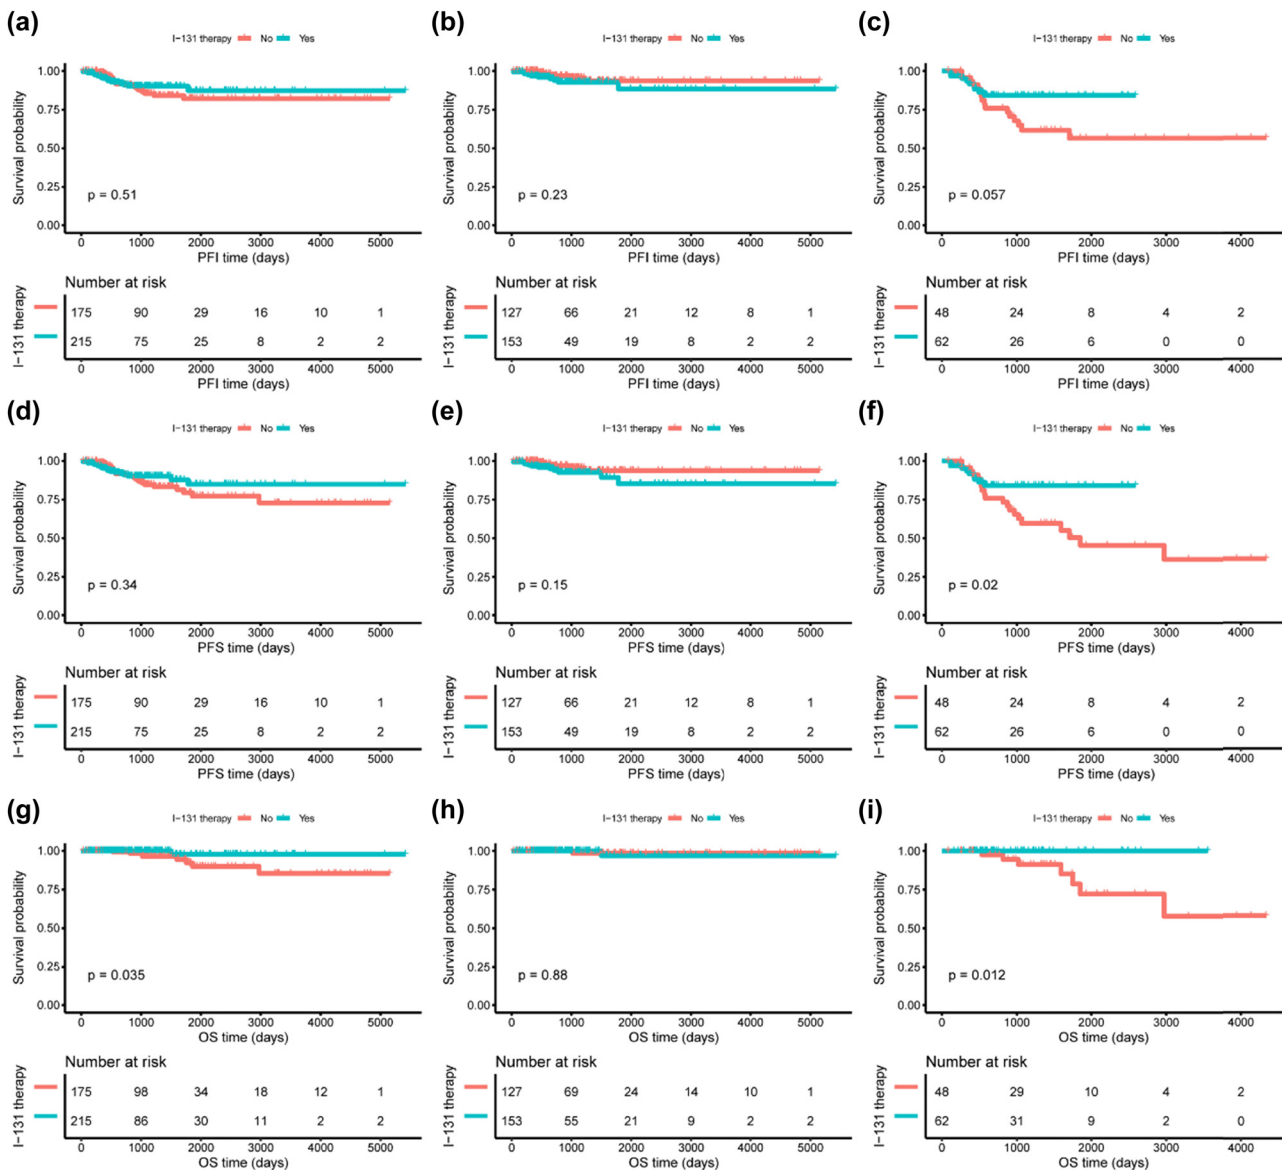 (a)
I-131 therapy No Yes
Survival probability
1.00
0.75
0.50
0.25
0.00
p = 0.51
0 1000 2000 3000 4000 5000
PFI time (days)
Number at risk
I-131 therapy
175 90 29 16 10 1
215 75 25 8 2 2
0 1000 2000 3000 4000 5000
PFI time (days)
(b)
I-131 therapy No Yes
Survival probability
1.00
0.75
0.50
0.25
0.00
p = 0.23
0 1000 2000 3000 4000 5000
PFI time (days)
Number at risk
I-131 therapy
127 66 21 12 8 1
153 49 19 8 2 2
0 1000 2000 3000 4000 5000
PFI time (days)
(c)
I-131 therapy No Yes
Survival probability
1.00
0.75
0.50
0.25
0.00
p = 0.057
0 1000 2000 3000 4000
PFI time (days)
Number at risk
I-131 therapy
48 24 8 4 2
62 26 6 0 0
0 1000 2000 3000 4000
PFI time (days)
(d)
I-131 therapy No Yes
Survival probability
1.00
0.75
0.50
0.25
0.00
p = 0.34
0 1000 2000 3000 4000 5000
PFS time (days)
Number at risk
I-131 therapy
175 90 29 16 10 1
215 75 25 8 2 2
0 1000 2000 3000 4000 5000
PFS time (days)
(e)
I-131 therapy No Yes
Survival probability
1.00
0.75
0.50
0.25
0.00
p = 0.15
0 1000 2000 3000 4000 5000
PFS time (days)
Number at risk
I-131 therapy
127 66 21 12 8 1
153 49 19 8 2 2
0 1000 2000 3000 4000 5000
PFS time (days)
(f)
I-131 therapy No Yes
Survival probability
1.00
0.75
0.50
0.25
0.00
p = 0.02
0 1000 2000 3000 4000
PFS time (days)
Number at risk
I-131 therapy
48 24 8 4 2
62 26 6 0 0
0 1000 2000 3000 4000
PFS time (days)
(g)
I-131 therapy No Yes
Survival probability
1.00
0.75
0.50
0.25
0.00
p = 0.035
0 1000 2000 3000 4000 5000
OS time (days)
Number at risk
I-131 therapy
175 98 34 18 12 1
215 86 30 11 2 2
0 1000 2000 3000 4000 5000
OS time (days)
(h)
I-131 therapy No Yes
Survival probability
1.00
0.75
0.50
0.25
0.00
p = 0.88
0 1000 2000 3000 4000 5000
OS time (days)
Number at risk
I-131 therapy
127 69 24 14 10 1
153 55 21 9 2 2
0 1000 2000 3000 4000 5000
OS time (days)
(i)
I-131 therapy No Yes
Survival probability
1.00
0.75
0.50
0.25
0.00
p = 0.012
0 1000 2000 3000 4000
OS time (days)
Number at risk
I-131 therapy
48 29 10 4 2
62 31 9 2 0
0 1000 2000 3000 4000
OS time (days)